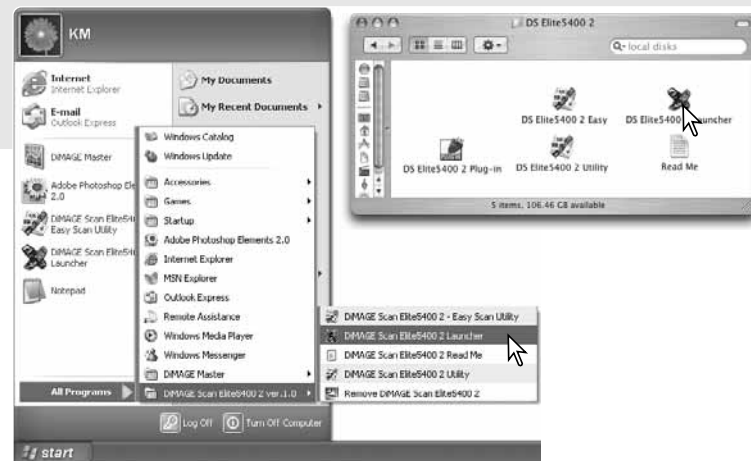 KM
Internet
Internet Explorer
E-mail
Outlook Express
DiMAGE Master
Adobe Photoshop Ele
2.0
DiMAGE Scan Elite54
Easy Scan Utility
DiMAGE Scan Elite54
Launcher
Notepad
All Programs
My Documents
My Recent Documents
Windows Catalog
Windows Update
Accessories
Games
Startup
Adobe Photoshop Elements 2.0
Internet Explorer
MSN Explorer
Outlook Express
Remote Assistance
Windows Media Player
Windows Messenger
DiMAGE Master
DiMAGE Scan Elite5400 2 ver.1.0
DiMAGE Scan Elite5400 2 - Easy Scan Utility
DiMAGE Scan Elite5400 2 Launcher
DiMAGE Scan Elite5400 2 Read Me
DiMAGE Scan Elite5400 2 Utility
Remove DiMAGE Scan Elite5400 2
Log Off
Turn Off Computer
start
DS Elite5400 2
local disks
DS Elite5400 2 Easy
DS Elite5400 Launcher
DS Elite5400 2 Plug-in
DS Elite5400 2 Utility
Read Me
5 items, 106.46 GB available